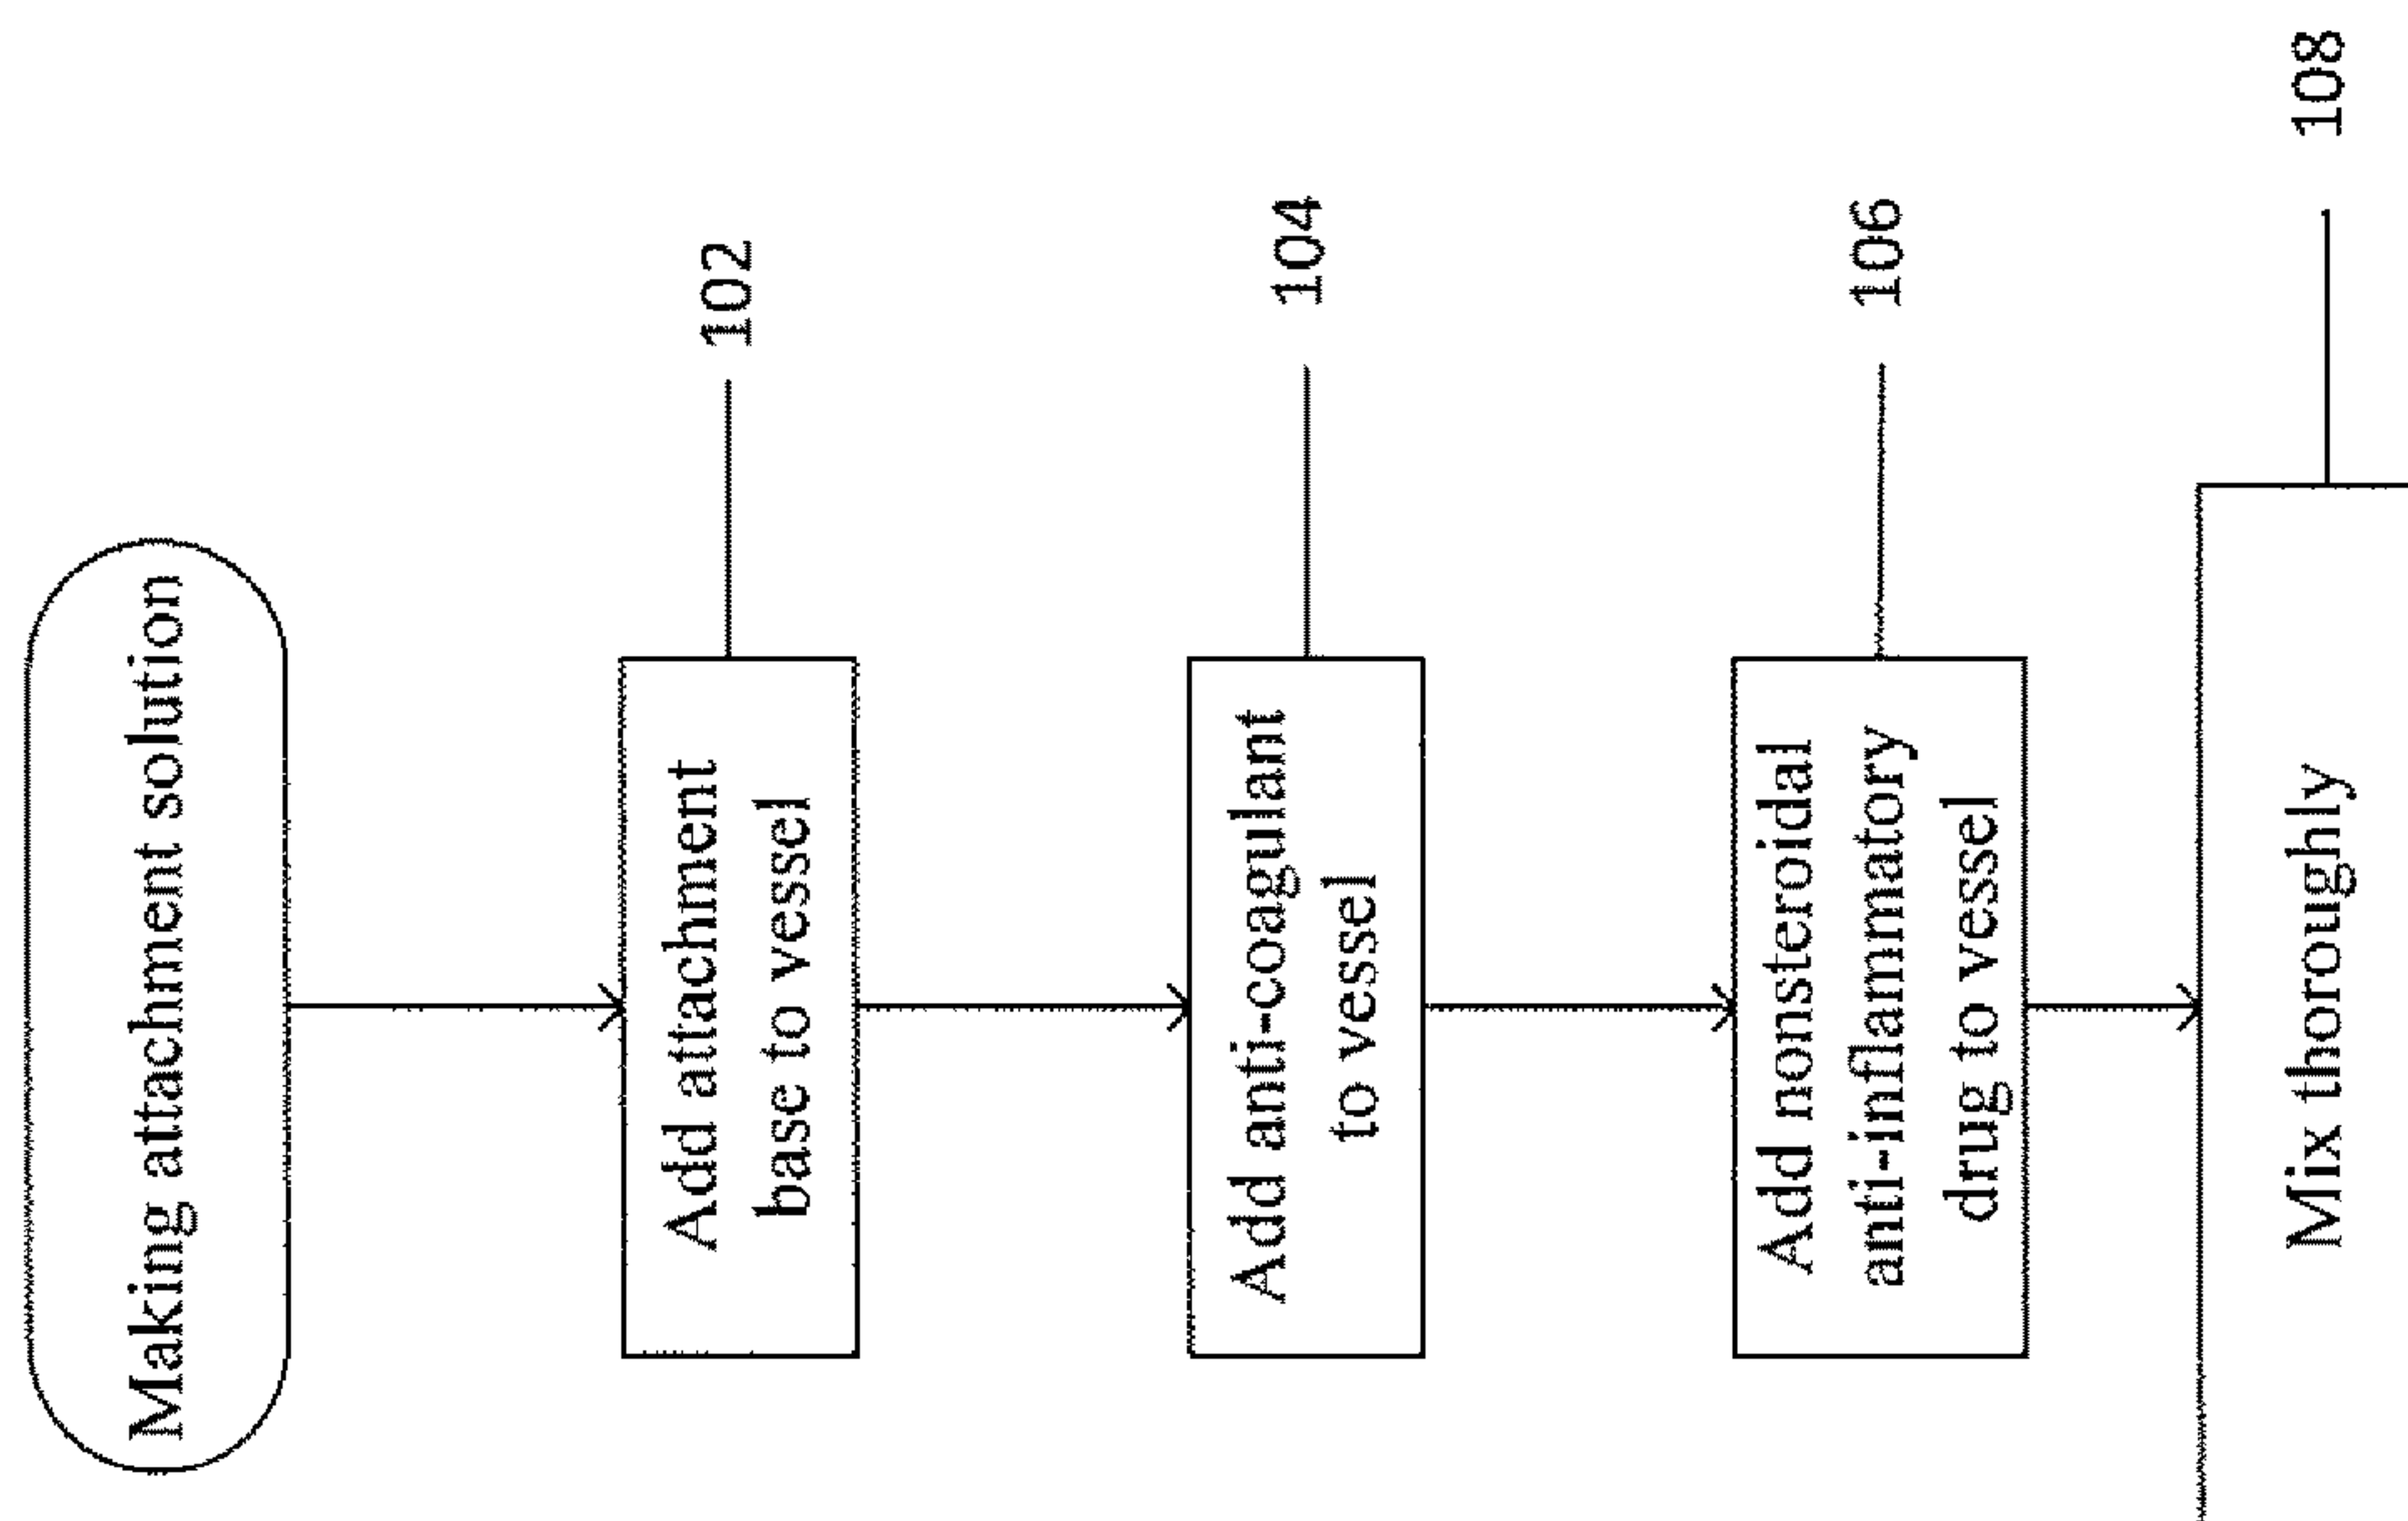 Making attachment solution
Add attachment
base to vessel
102
Add anti-coagulant
to vessel
104
Add nonsteroidal
anti-inflammatory
drug to vessel
106
Mix thoroughly
108